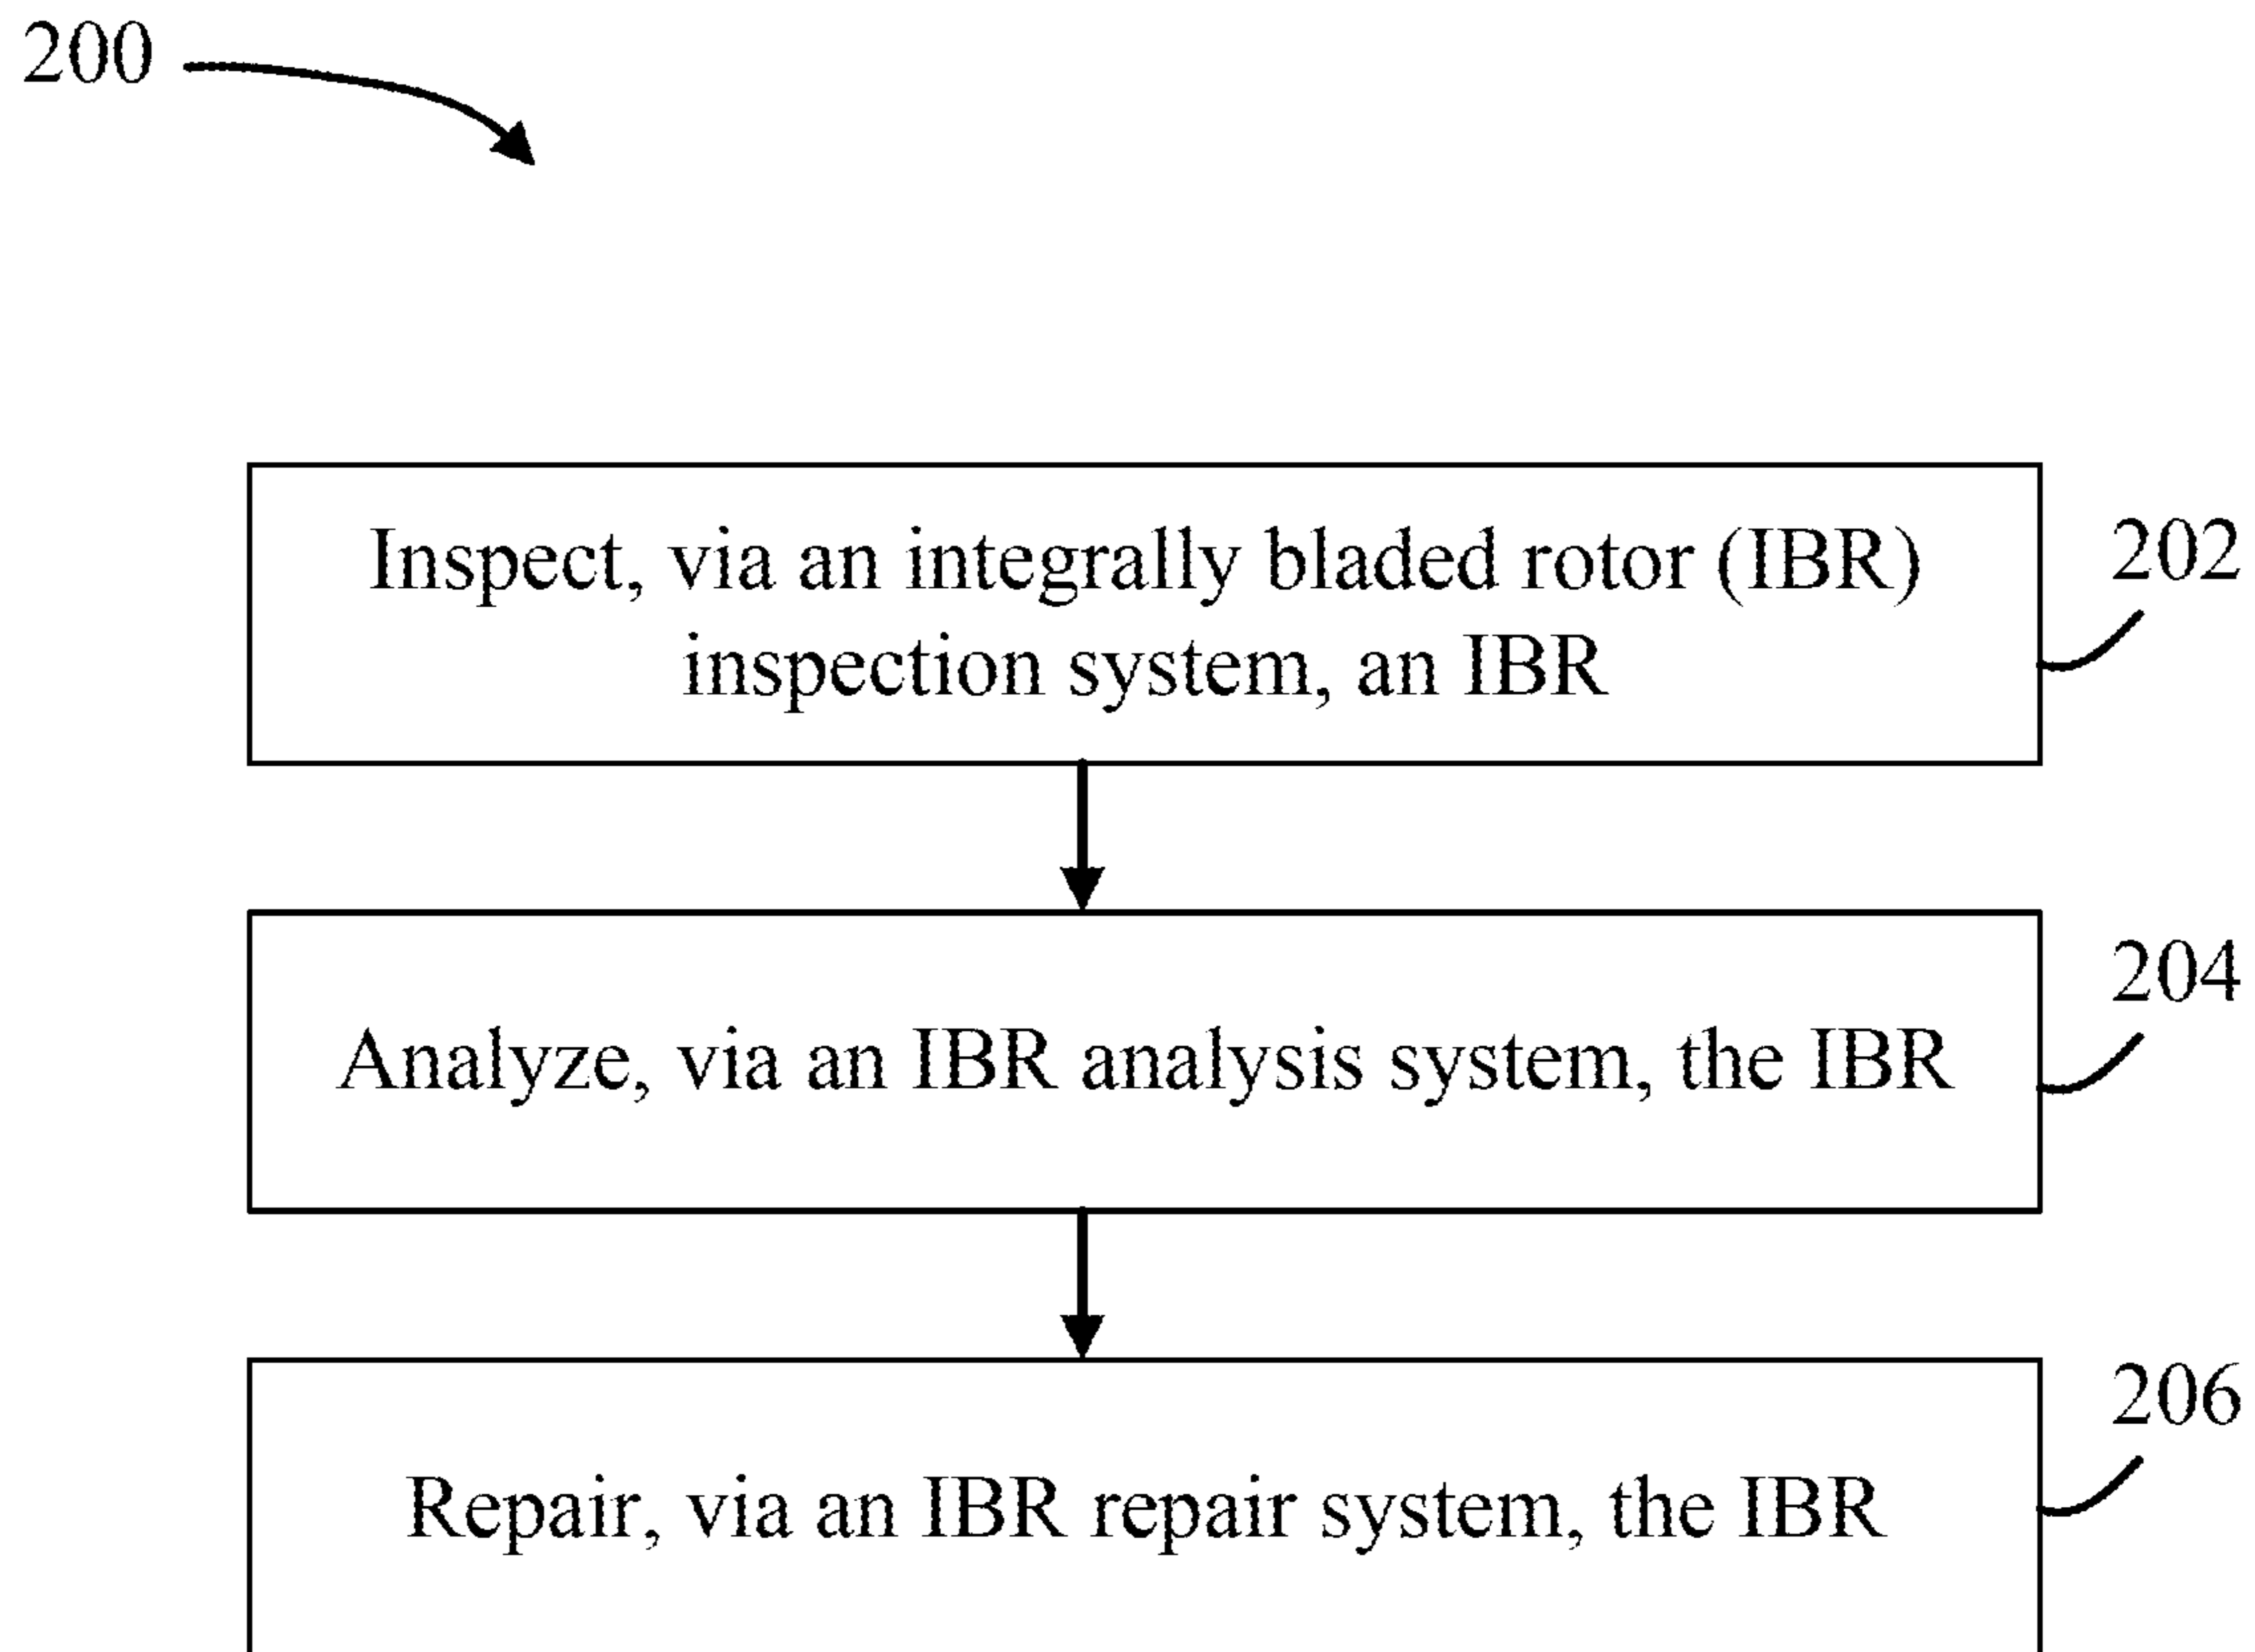 200
Inspect, via an integrally bladed rotor (IBR)
inspection system, an IBR
202
Analyze, via an IBR analysis system, the IBR
204
Repair, via an IBR repair system, the IBR
206